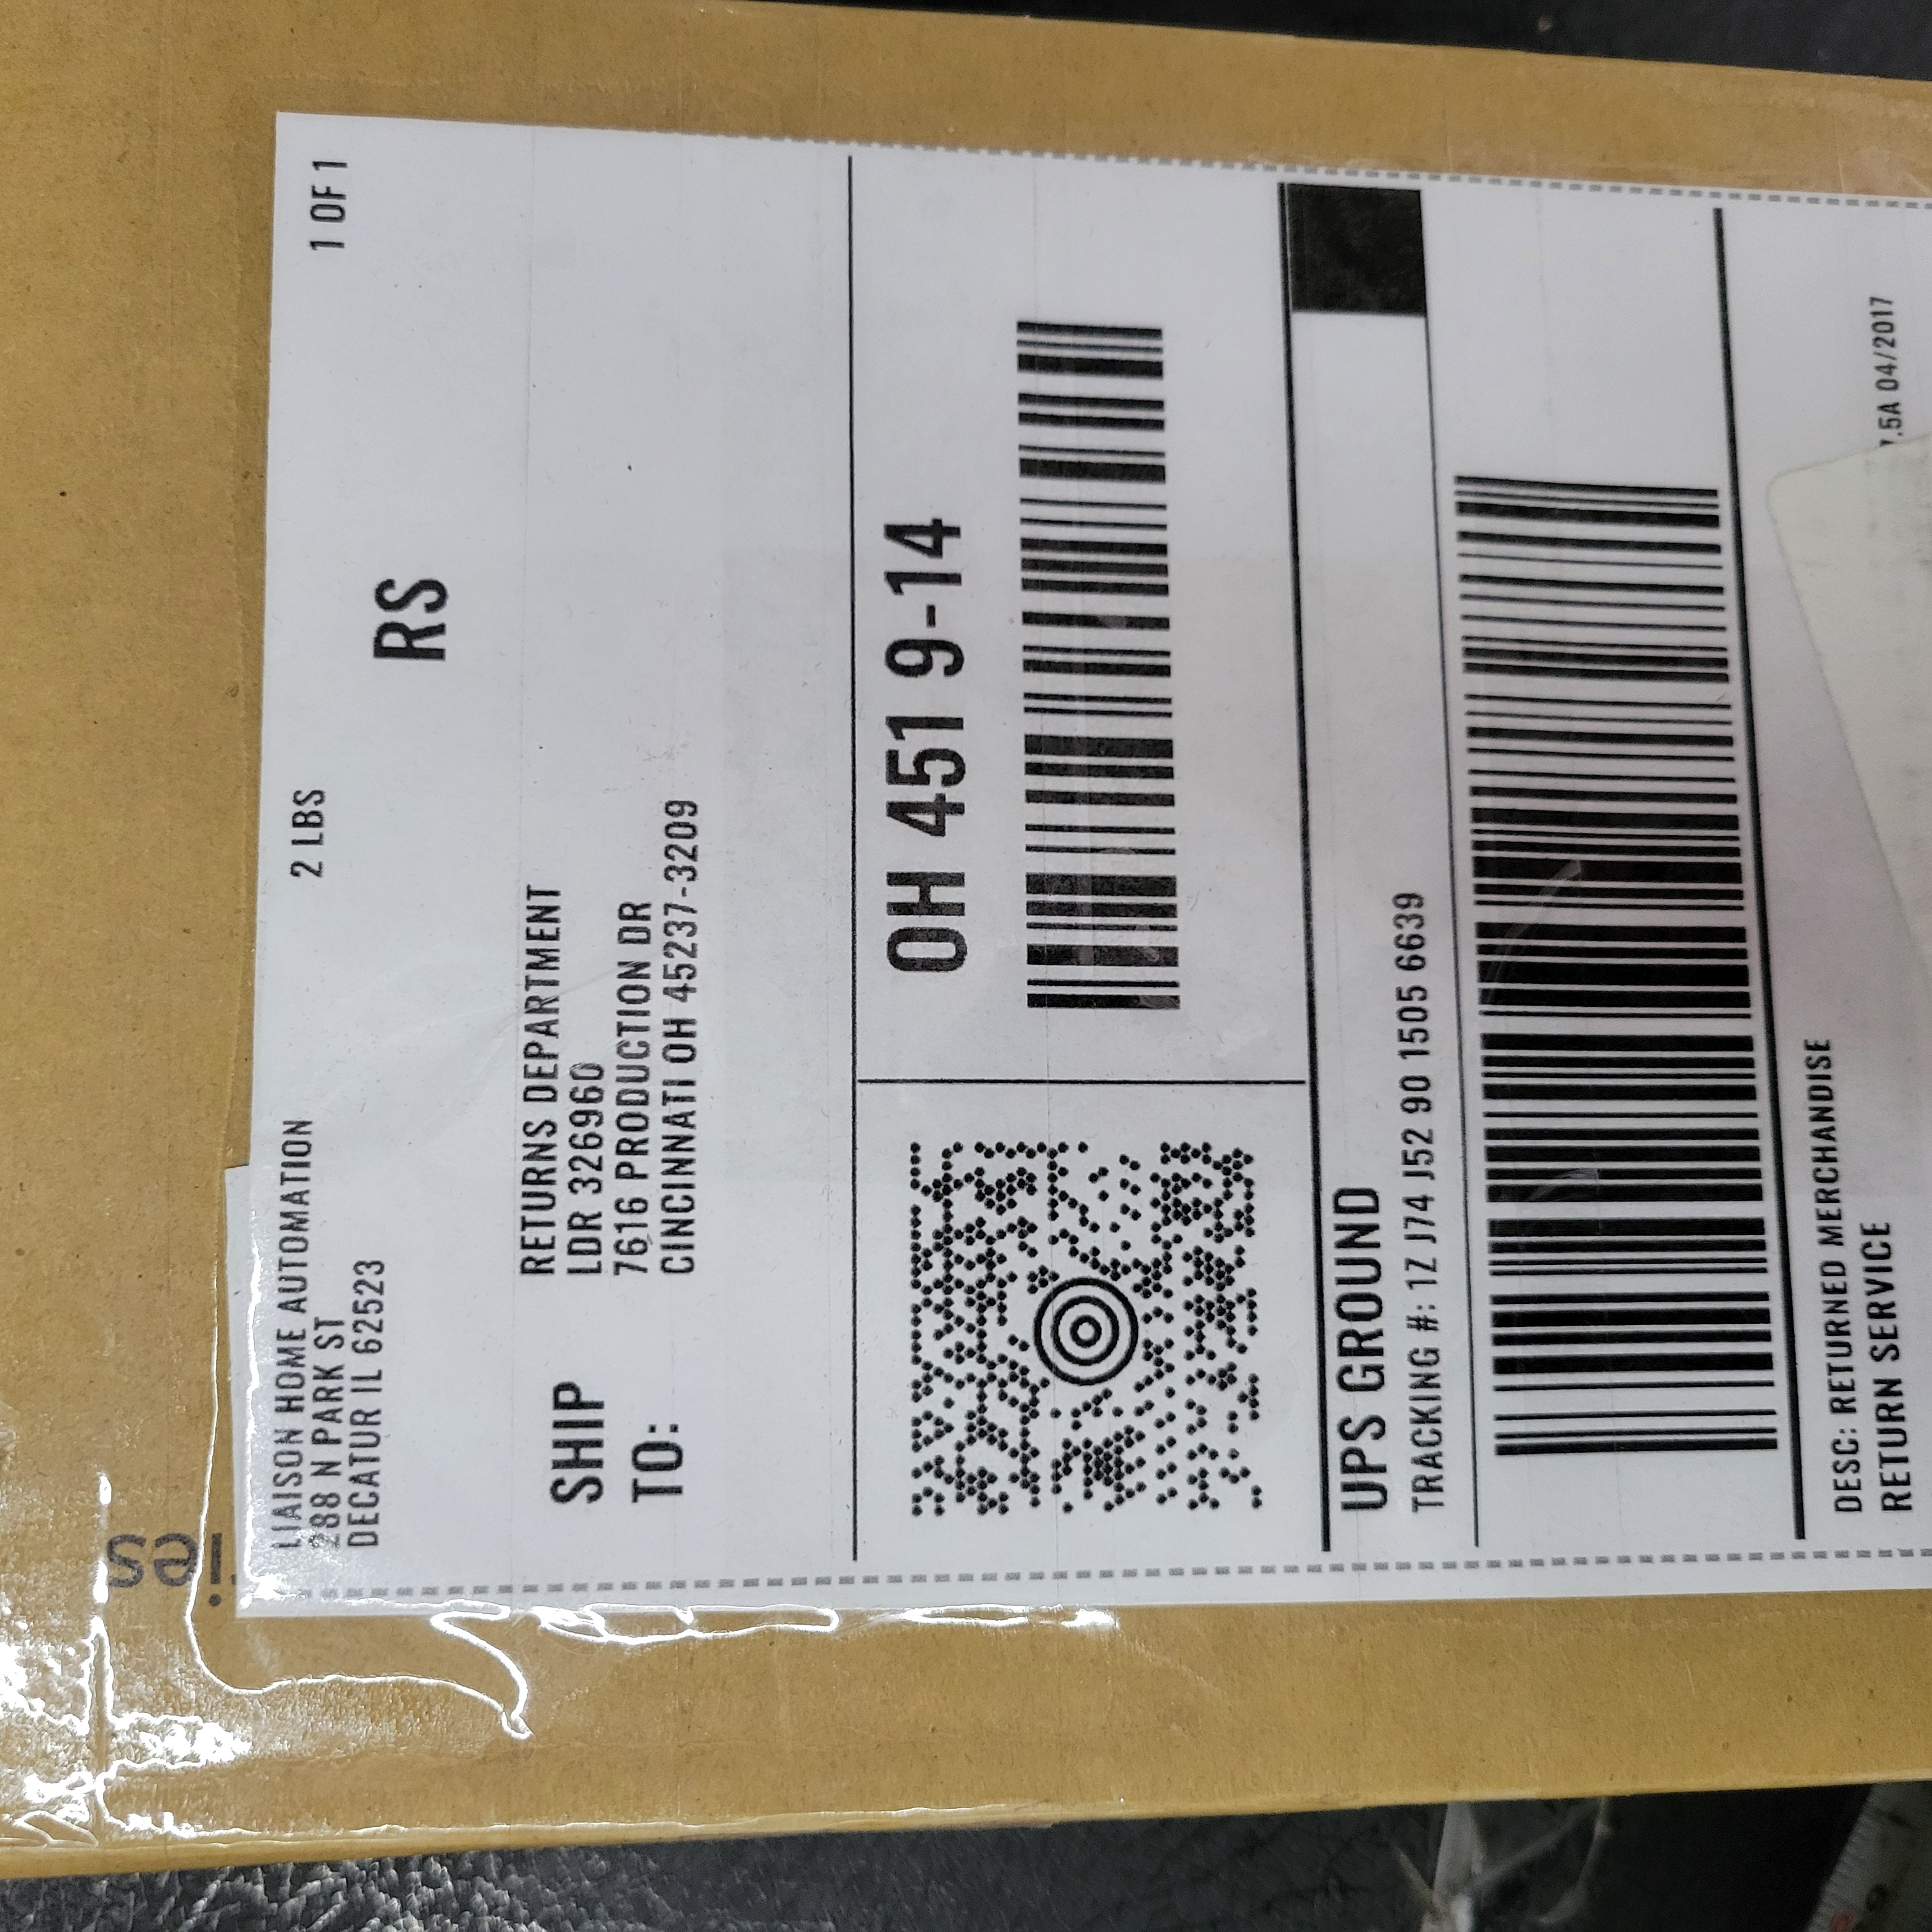 LIAISON HOME AUTOMATION
288 N PARK ST
DECATUR IL 62523
2 LBS
1 OF 1
RS
SHIP
TO:
RETURNS DEPARTMENT
LDR 326960
7616 PRODUCTION DR
CINCINNATI OH 45237-3209
OH 451 9-14
UPS GROUND
TRACKING #: 1Z J74 J52 90 1505 6639
DESC: RETURNED MERCHANDISE
RETURN SERVICE
.5A 04/2017